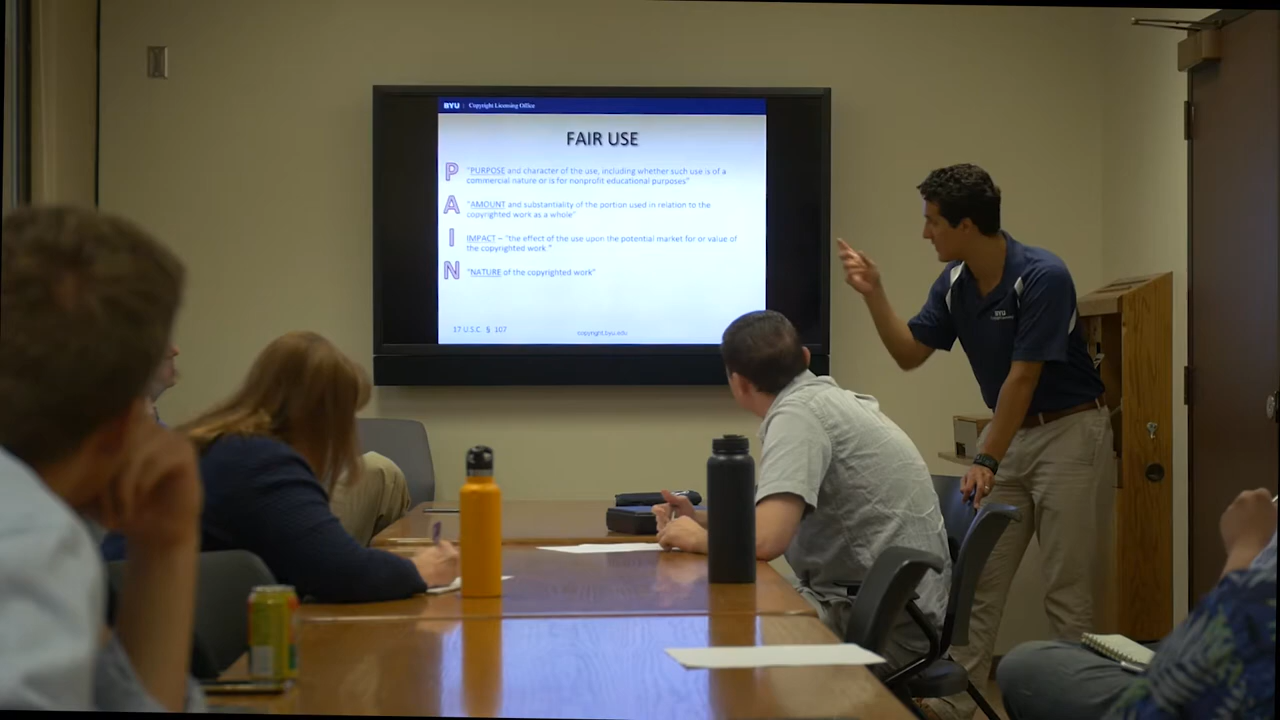 BYU | Copyright Licensing Office
FAIR USE
P "PURPOSE and character of the use, including whether such use is of a
commercial nature or is for nonprofit educational purposes"
A "AMOUNT and substantiality of the portion used in relation to the
copyrighted work as a whole"
I IMPACT – "the effect of the use upon the potential market for or value of
the copyrighted work."
N "NATURE of the copyrighted work"
17 U.S.C. § 107 copyright.byu.edu
BYU